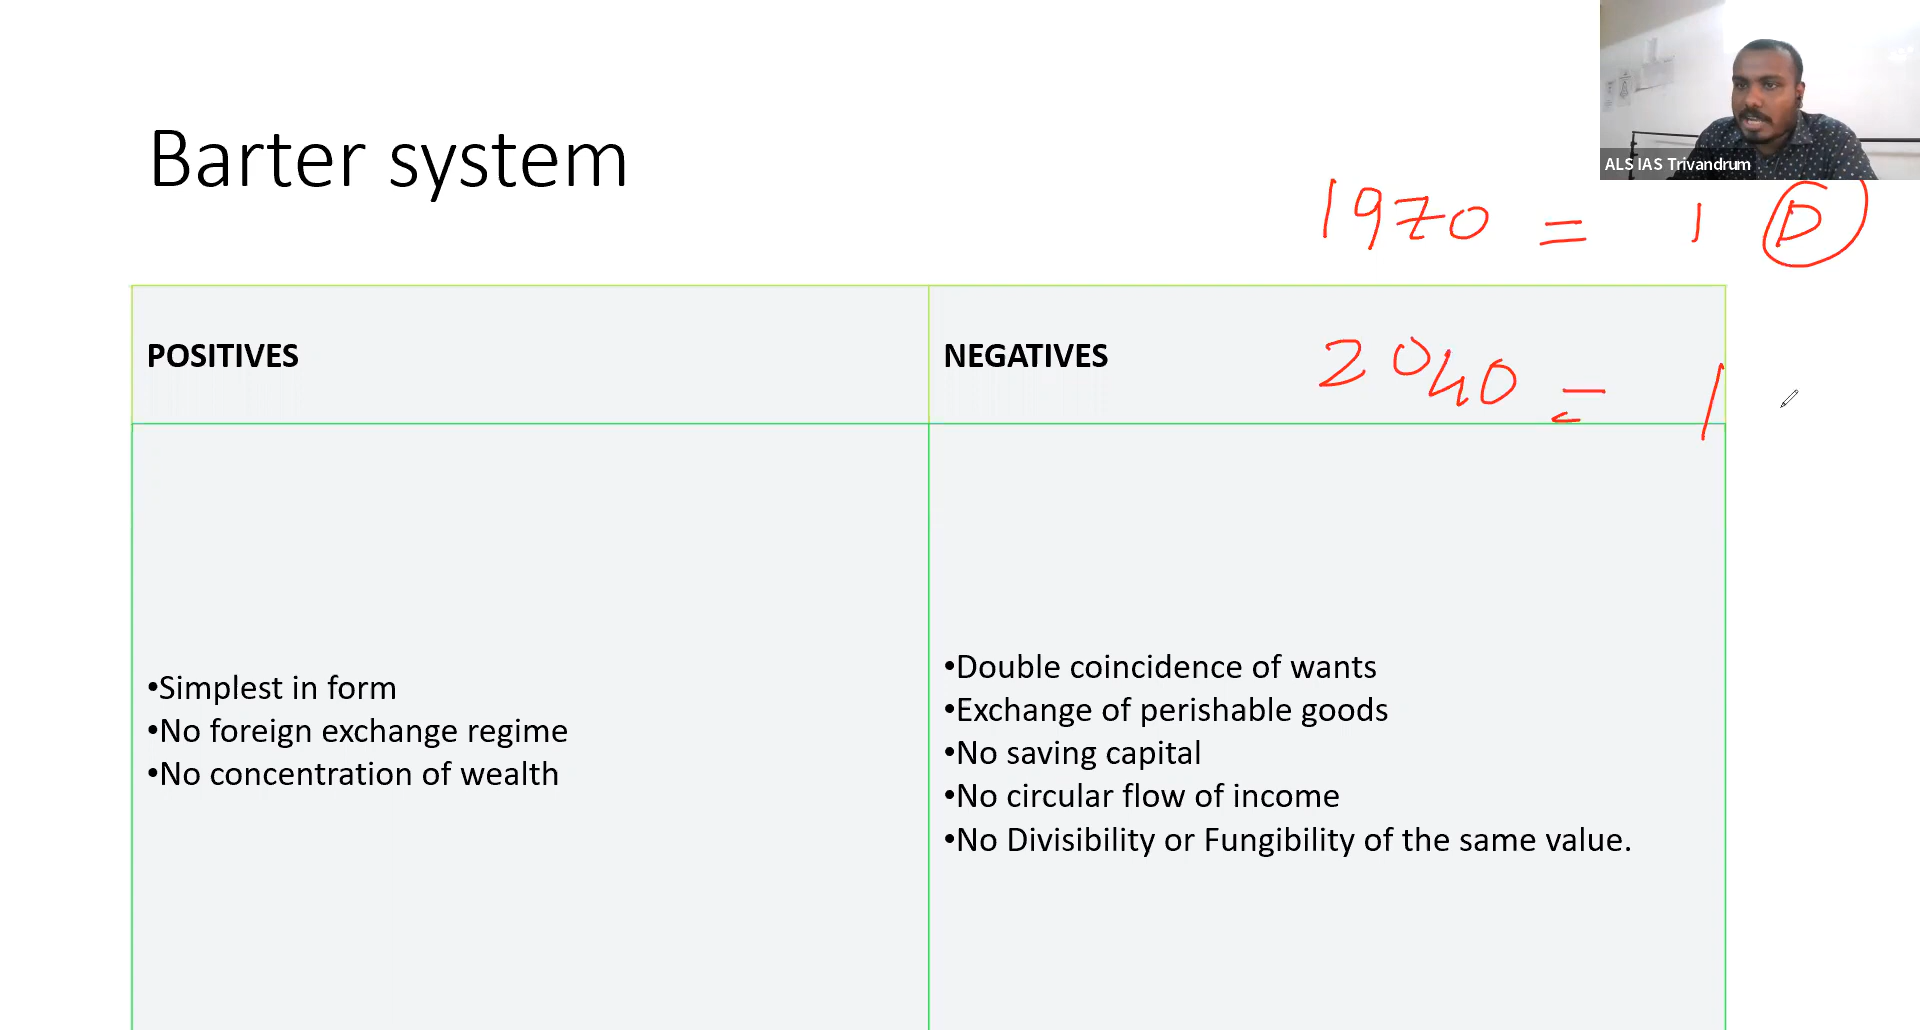 ALS IAS Trivandrum
Barter system
1970 = 1 D
POSITIVES
NEGATIVES
2040 = 1
•Simplest in form
•No foreign exchange regime
•No concentration of wealth
•Double coincidence of wants
•Exchange of perishable goods
•No saving capital
•No circular flow of income
•No Divisibility or Fungibility of the same value.